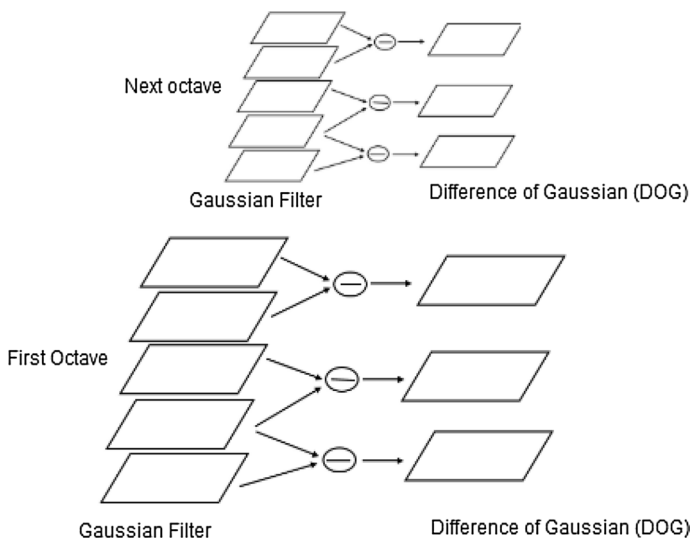 Next octave
Gaussian Filter
Difference of Gaussian (DOG)
First Octave
Gaussian Filter
Difference of Gaussian (DOG)